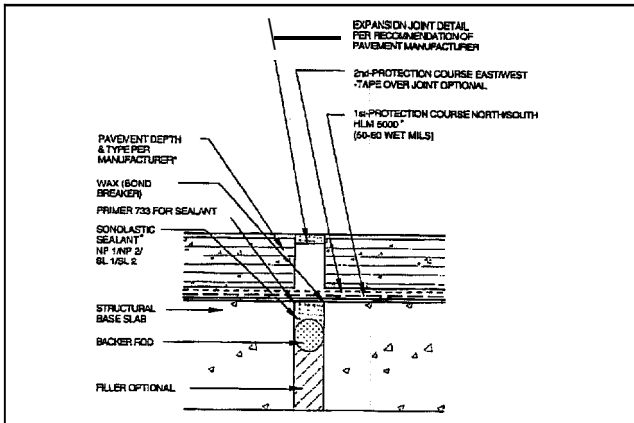 EXPANSION JOINT DETAIL
PER RECOMMENDATION OF
PAVEMENT MANUFACTURER
2nd-PROTECTION COURSE EAST/WEST
-TAPE OVER JOINT OPTIONAL
1st-PROTECTION COURSE NORTH/SOUTH
HLM 5000®
(50-60 WET MILS)
PAVEMENT DEPTH
& TYPE PER
MANUFACTURER*
WAX (BOND
BREAKER)
PRIMER 733 FOR SEALANT
SONOLASTIC
SEALANT®
NP 1/NP 2/
SL 1/SL 2
STRUCTURAL
BASE SLAB
BACKER ROD
FILLER OPTIONAL